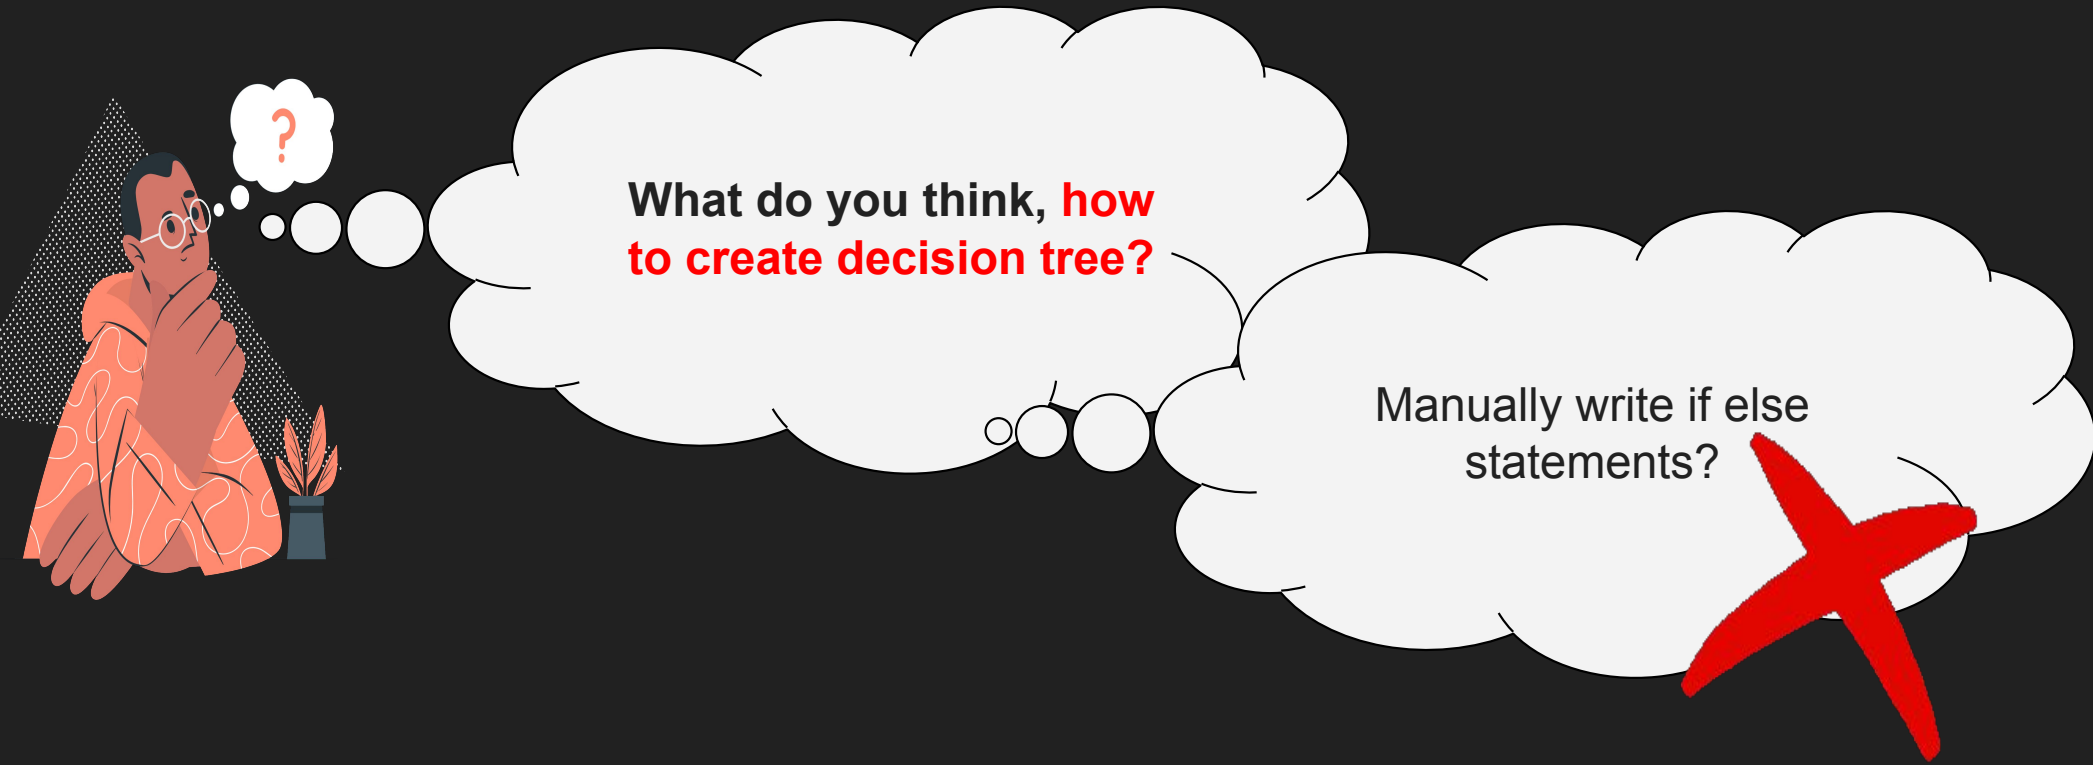 ?
What do you think, how
to create decision tree?
Manually write if else
statements?